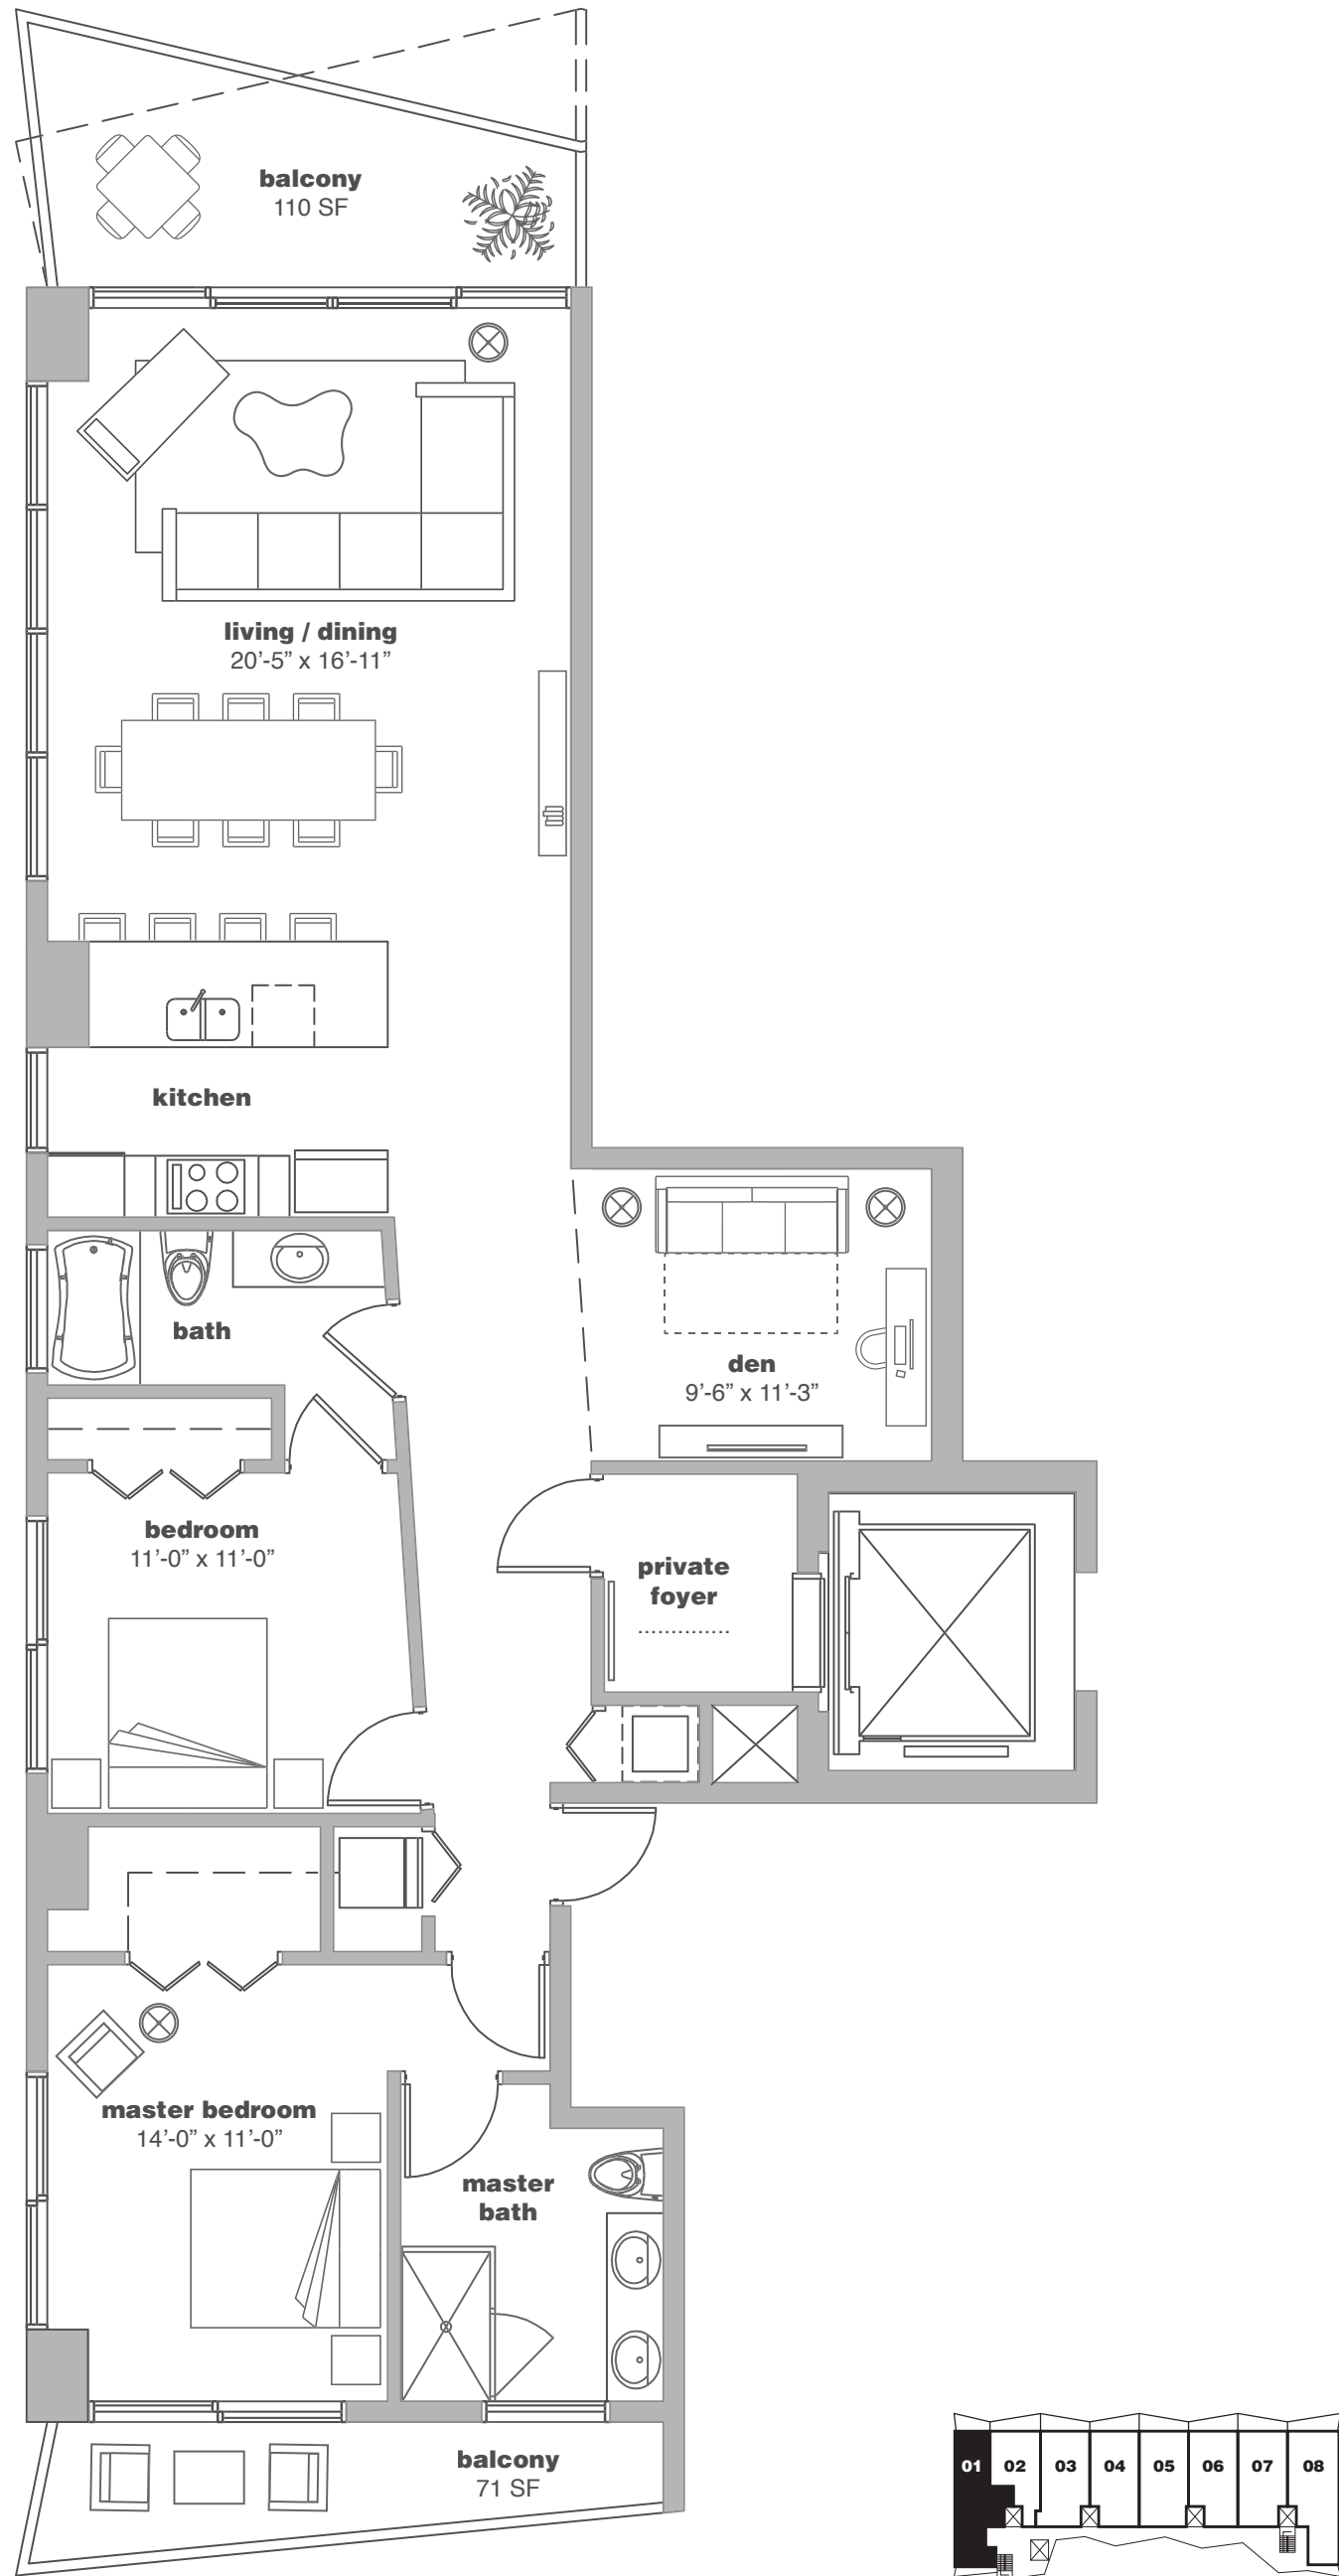 balcony
110 SF
living / dining
20’-5” x 16’-11”
kitchen
bath
den
9’-6” x 11’-3”
bedroom
11’-0” x 11’-0”
private
foyer
master bedroom
14’-0” x 11’-0”
master
bath
balcony
71 SF
01 02 03 04 05 06 07 08